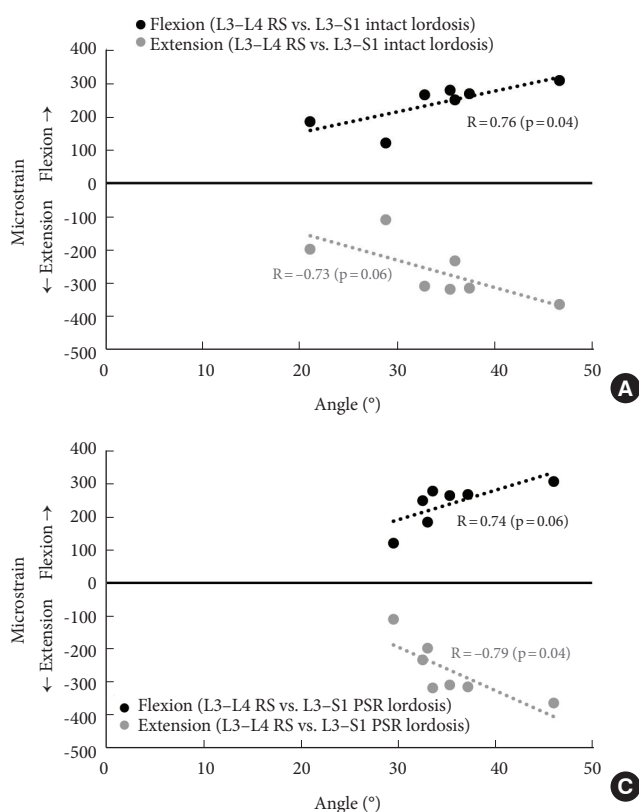 Flexion (L3–L4 RS vs. L3–S1 intact lordosis)
Extension (L3–L4 RS vs. L3–S1 intact lordosis)
400
300
200
100
0
-100
-200
-300
-400
-500
Microstrain
← Extension Flexion →
R=0.76 (p=0.04)
R=–0.73 (p=0.06)
0 20 30 40 50
Angle (°)
A
400
300
200
100
0
-100
-200
-300
-400
-500
Microstrain
← Extension Flexion →
R=0.74 (p=0.06)
R=–0.79 (p=0.04)
Flexion (L3–L4 RS vs. L3–S1 PSR lordosis)
Extension (L3–L4 RS vs. L3–S1 PSR lordosis)
0 10 20 30 40 50
Angle (°)
C